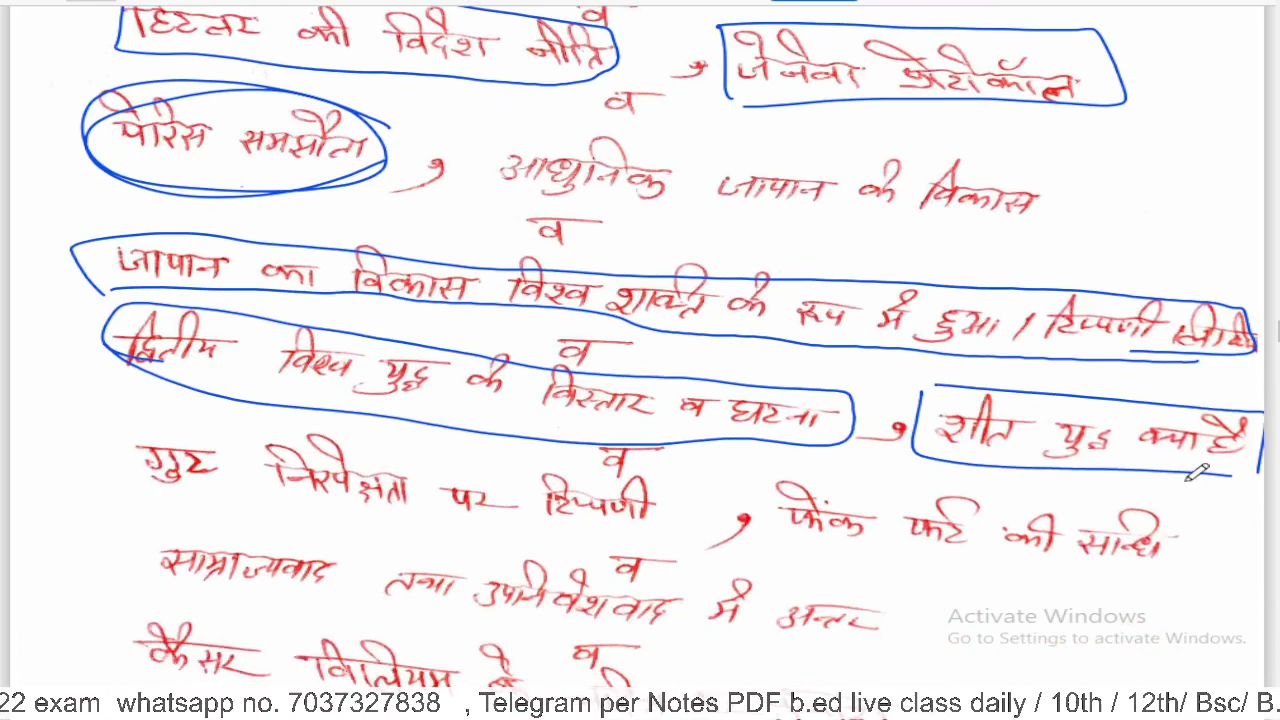 हिटलर की विदेश नीति , जेनेवा प्रोटोकॉल
व
पेरिस समझौता , आधुनिक जापान के विकास
व
जापान का विकास विश्व शक्ति के रूप में हुआ / टिप्पणी
व
द्वितीय विश्व युद्ध के विस्तार व घटना , शीत युद्ध क्या है
व
गुट निरपेक्षता पर टिप्पणी , फ्रैंक फर्ट की सन्धि
व
साम्राज्यवाद तथा उपनिवेशवाद में अन्तर
व
कैसर विलियम के
Activate Windows
Go to Settings to activate Windows.
22 exam whatsapp no. 7037327838 , Telegram per Notes PDF b.ed live class daily / 10th / 12th/ Bsc/ B.